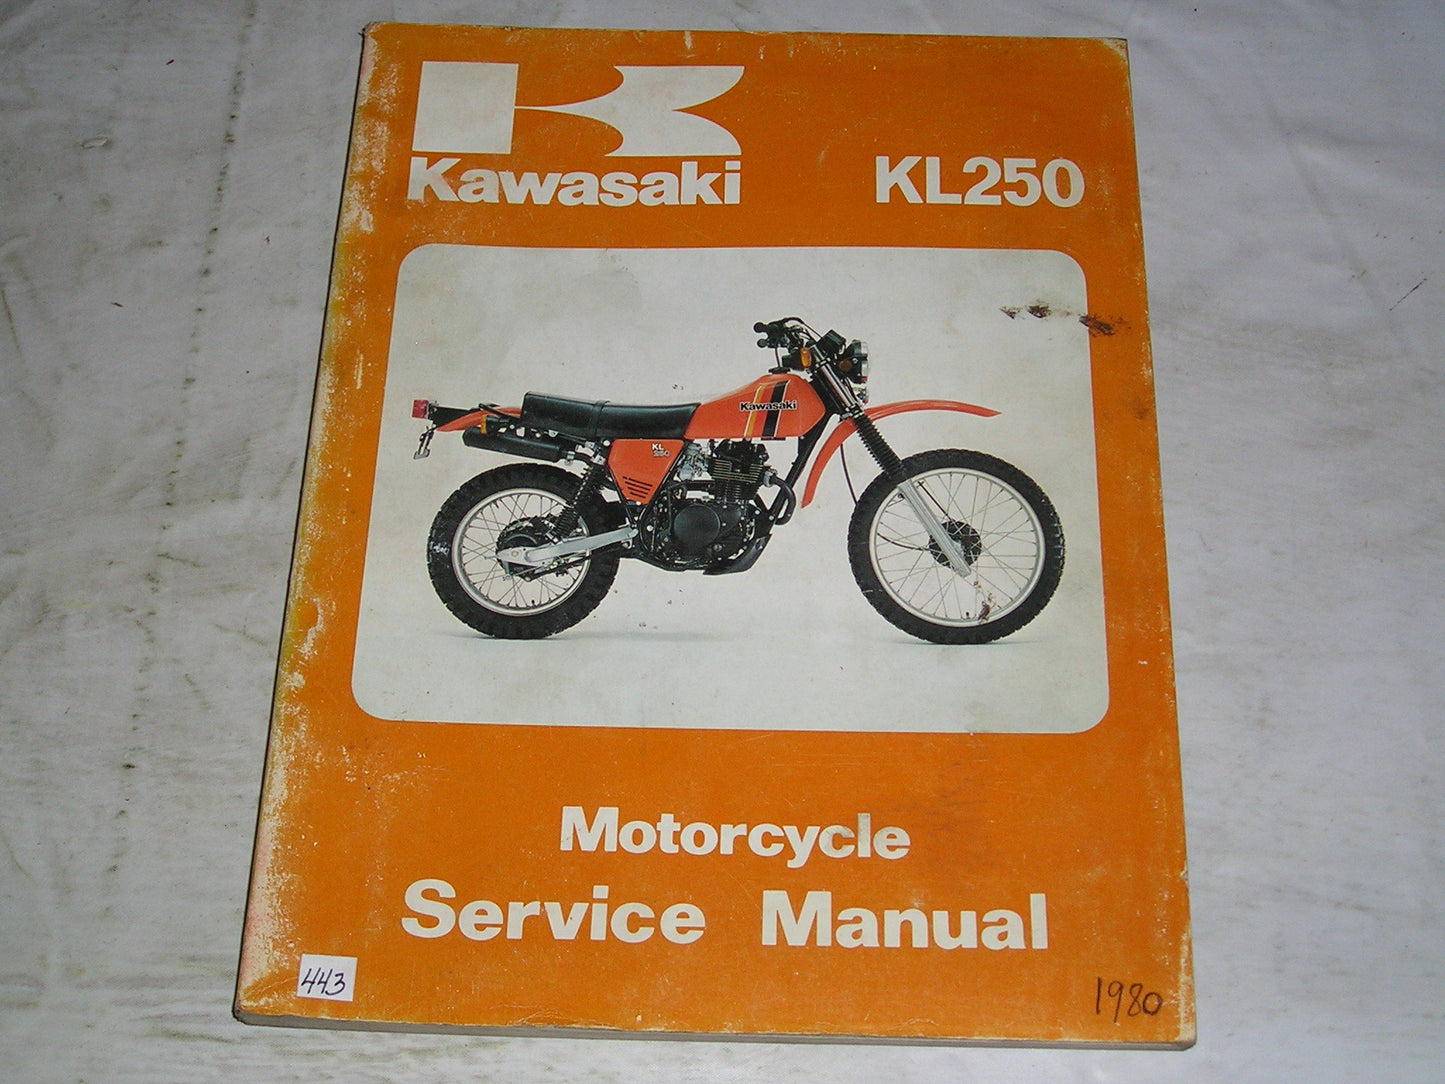 Kawasaki KL250
Kawasaki
KL
250
Motorcycle
Service Manual
443
1980